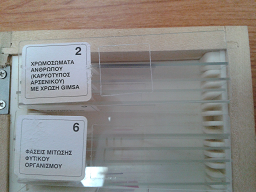 2
ΧΡΩΜΟΣΩΜΑΤΑ
ΑΝΘΡΩΠΟΥ
(ΚΑΡΥΟΤΥΠΟΣ
ΑΡΣΕΝΙΚΟΥ)
ΜΕ ΧΡΩΣΗ GIMSA
6
ΦΑΣΕΙΣ ΜΙΤΩΣΗΣ
ΦΥΤΙΚΟΥ
ΟΡΓΑΝΙΣΜΟΥ